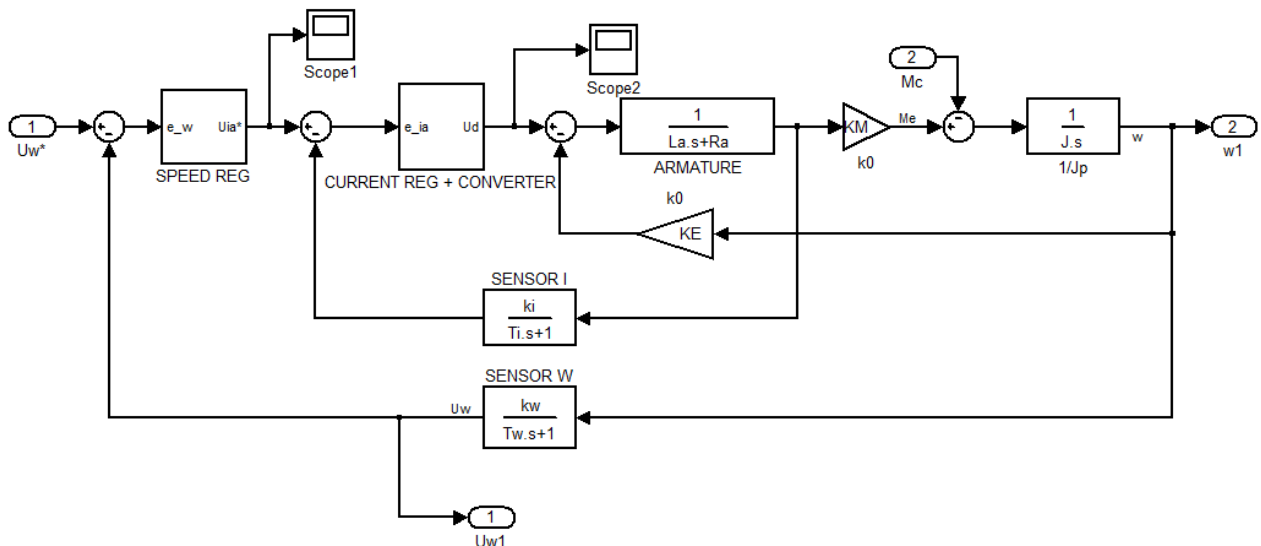 Scope1
Scope2
2
Mc
1
Uw*
e_w
Uia*
SPEED REG
e_ia
Ud
CURRENT REG + CONVERTER
1
La.s+Ra
ARMATURE
KM
Me
k0
1
J.s
1/Jp
w
2
w1
k0
KE
SENSOR I
ki
Ti.s+1
SENSOR W
Uw
kw
Tw.s+1
1
Uw1